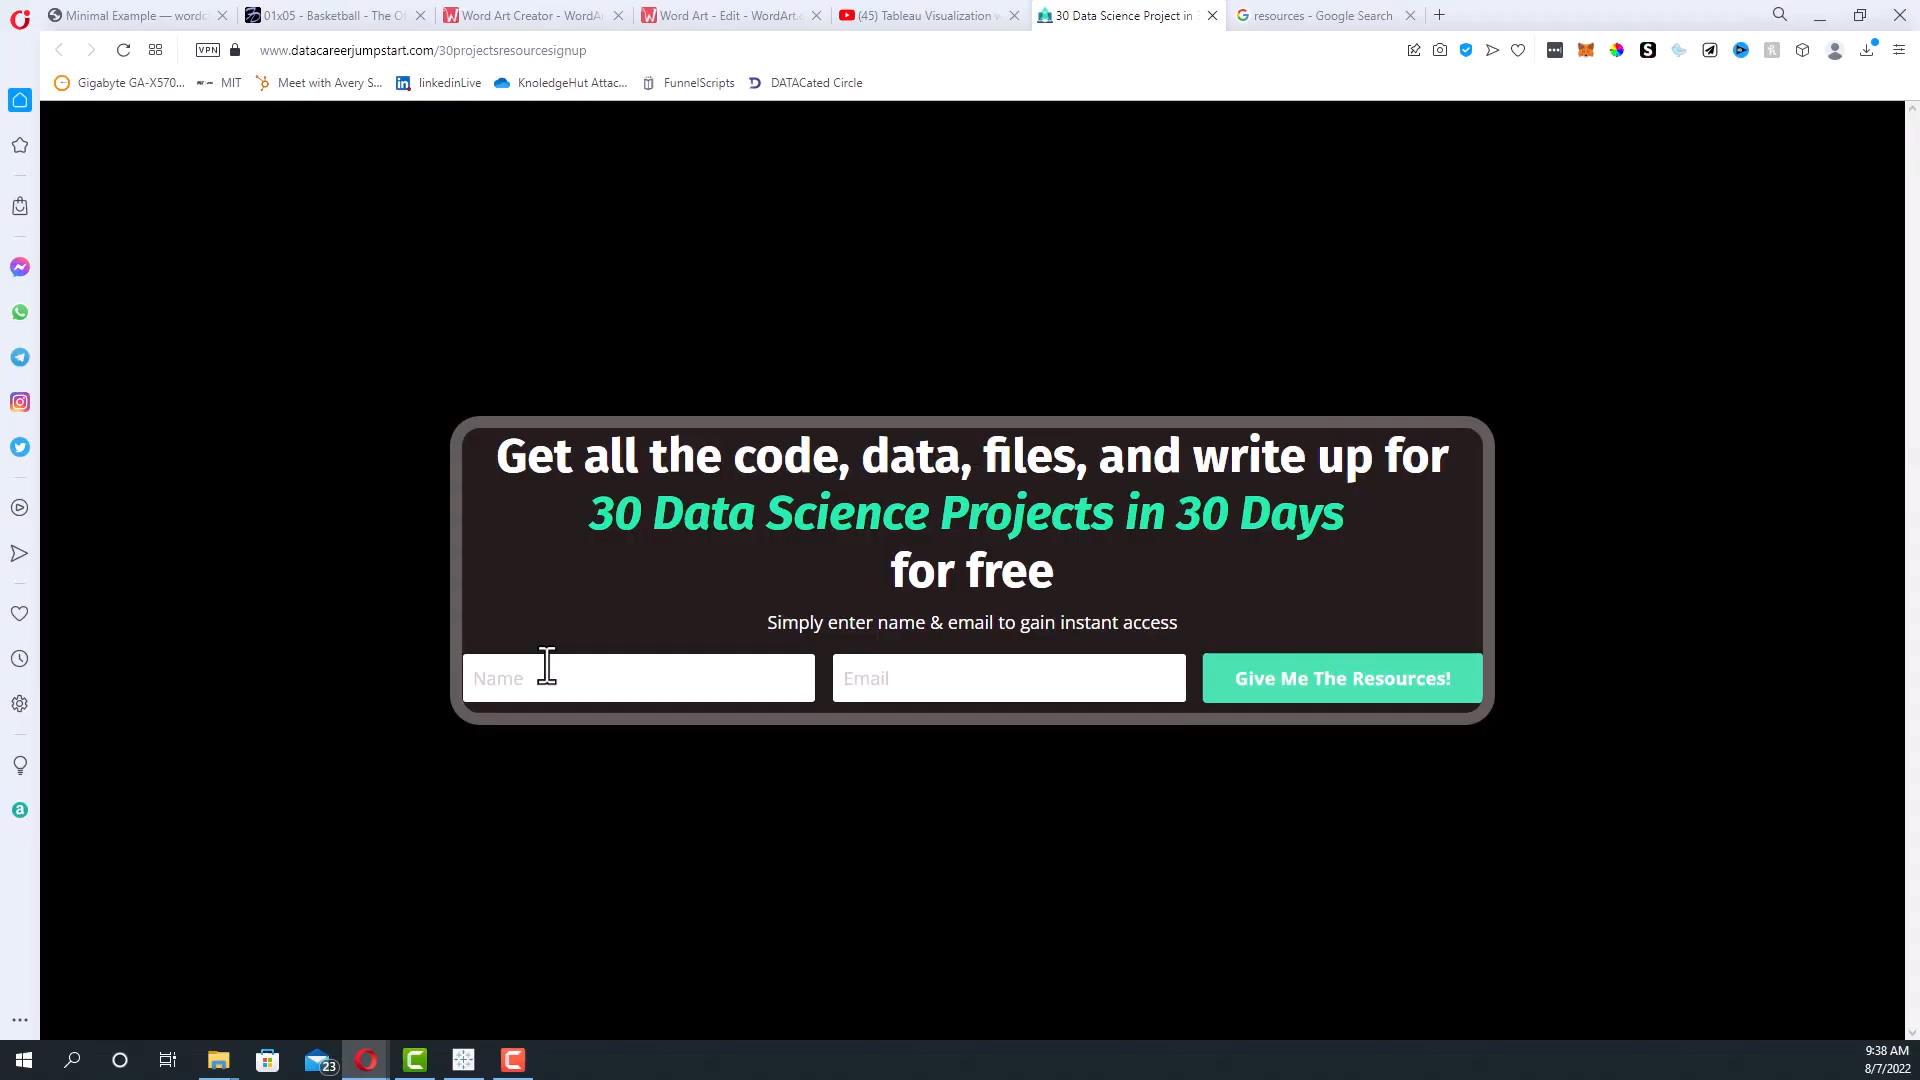 Minimal Example — wordc
01x05 - Basketball - The O
Word Art Creator - WordAr
Word Art - Edit - WordArt.c
(45) Tableau Visualization w
30 Data Science Project in
resources - Google Search
VPN
www.datacareerjumpstart.com/30projectsresourcesignup
Gigabyte GA-X570...
MIT
Meet with Avery S...
linkedinLive
KnoledgeHut Attac...
FunnelScripts
DATACated Circle
Get all the code, data, files, and write up for
30 Data Science Projects in 30 Days
for free
Simply enter name & email to gain instant access
Name
Email
Give Me The Resources!
23
9:38 AM
8/7/2022